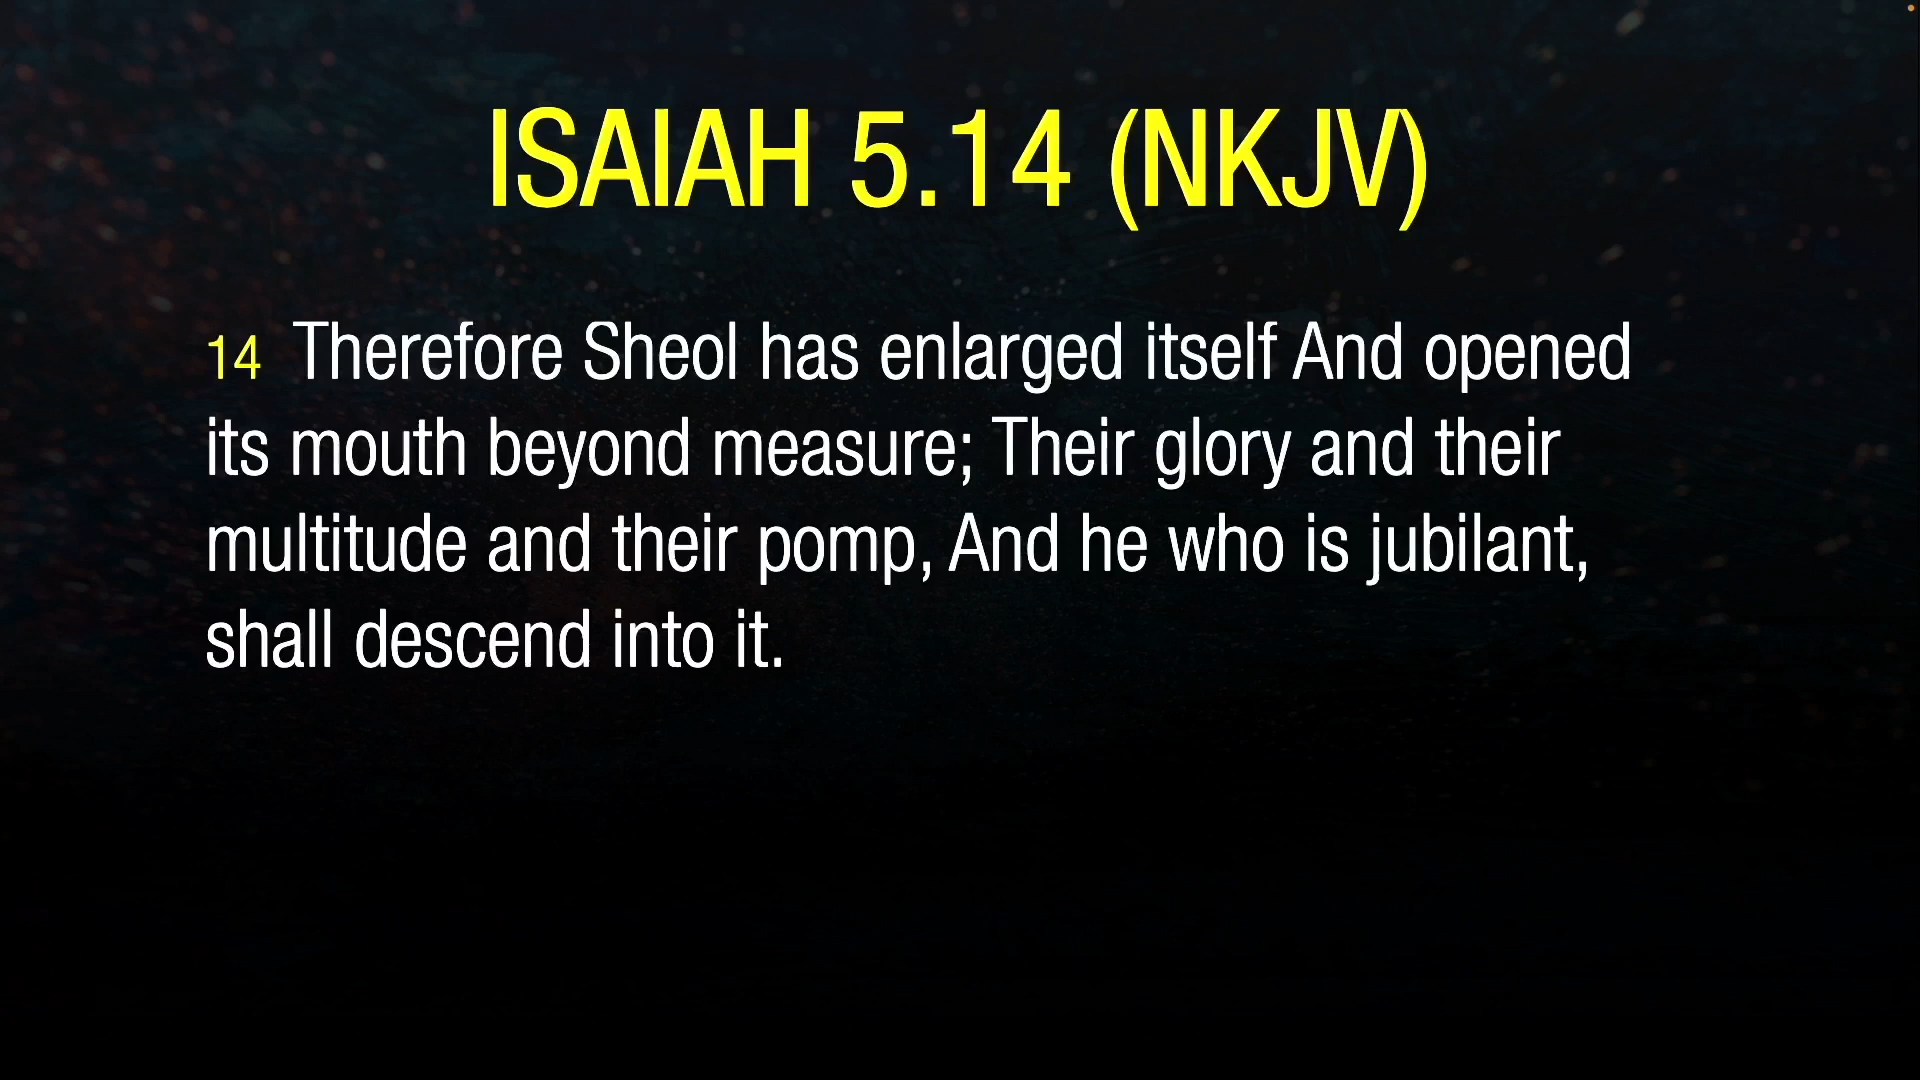 ISAIAH 5.14 (NKJV)
14 Therefore Sheol has enlarged itself And opened
its mouth beyond measure; Their glory and their
multitude and their pomp, And he who is jubilant,
shall descend into it.